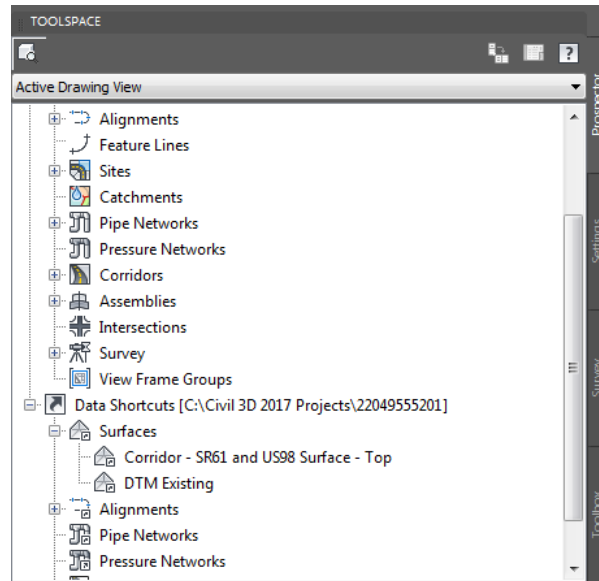 TOOLSPACE
?
Active Drawing View
Alignments
Feature Lines
Sites
Catchments
Pipe Networks
Pressure Networks
Corridors
Assemblies
Intersections
Survey
View Frame Groups
Data Shortcuts [C:\Civil 3D 2017 Projects\22049555201]
Surfaces
Corridor - SR61 and US98 Surface - Top
DTM Existing
Alignments
Pipe Networks
Pressure Networks
Prospector
Settings
Survey
Toolbox